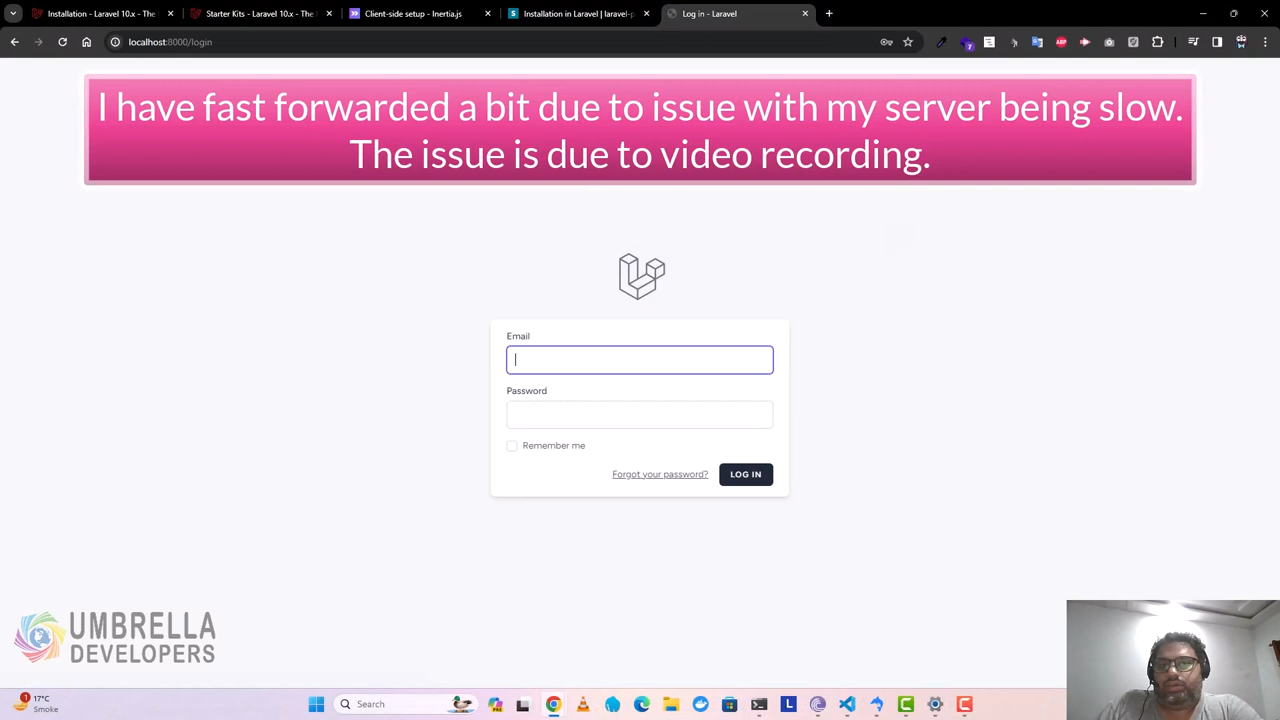 Installation - Laravel 10.x - The
Starter Kits - Laravel 10.x - The
Client-side setup - Inertia.js
Installation in Laravel | laravel-p
Log in - Laravel
localhost:8000/login
ABP
7
I have fast forwarded a bit due to issue with my server being slow.
The issue is due to video recording.
Email
Password
Remember me
Forgot your password?
LOG IN
UMBRELLA
DEVELOPERS
1
17°C
Smoke
Search